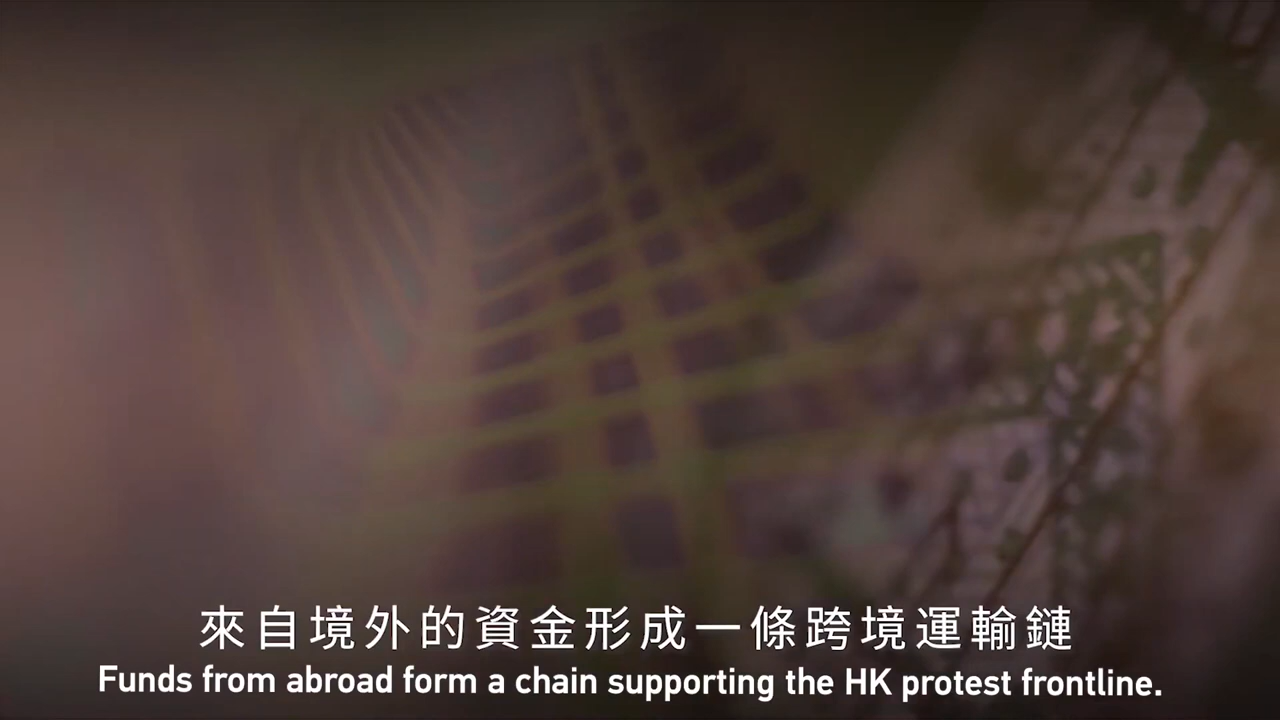 來自境外的資金形成一條跨境運輸鏈
Funds from abroad form a chain supporting the HK protest frontline.